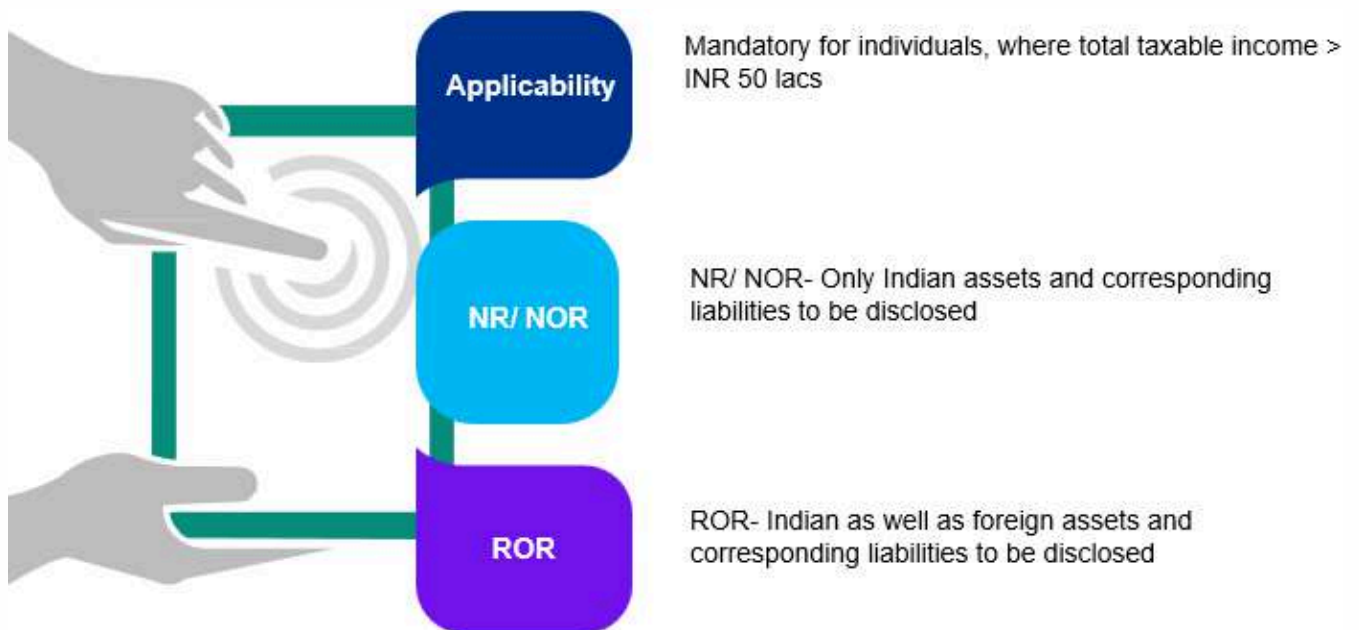 Applicability
Mandatory for individuals, where total taxable income >
INR 50 lacs
NR/ NOR
NR/ NOR- Only Indian assets and corresponding
liabilities to be disclosed
ROR
ROR- Indian as well as foreign assets and
corresponding liabilities to be disclosed